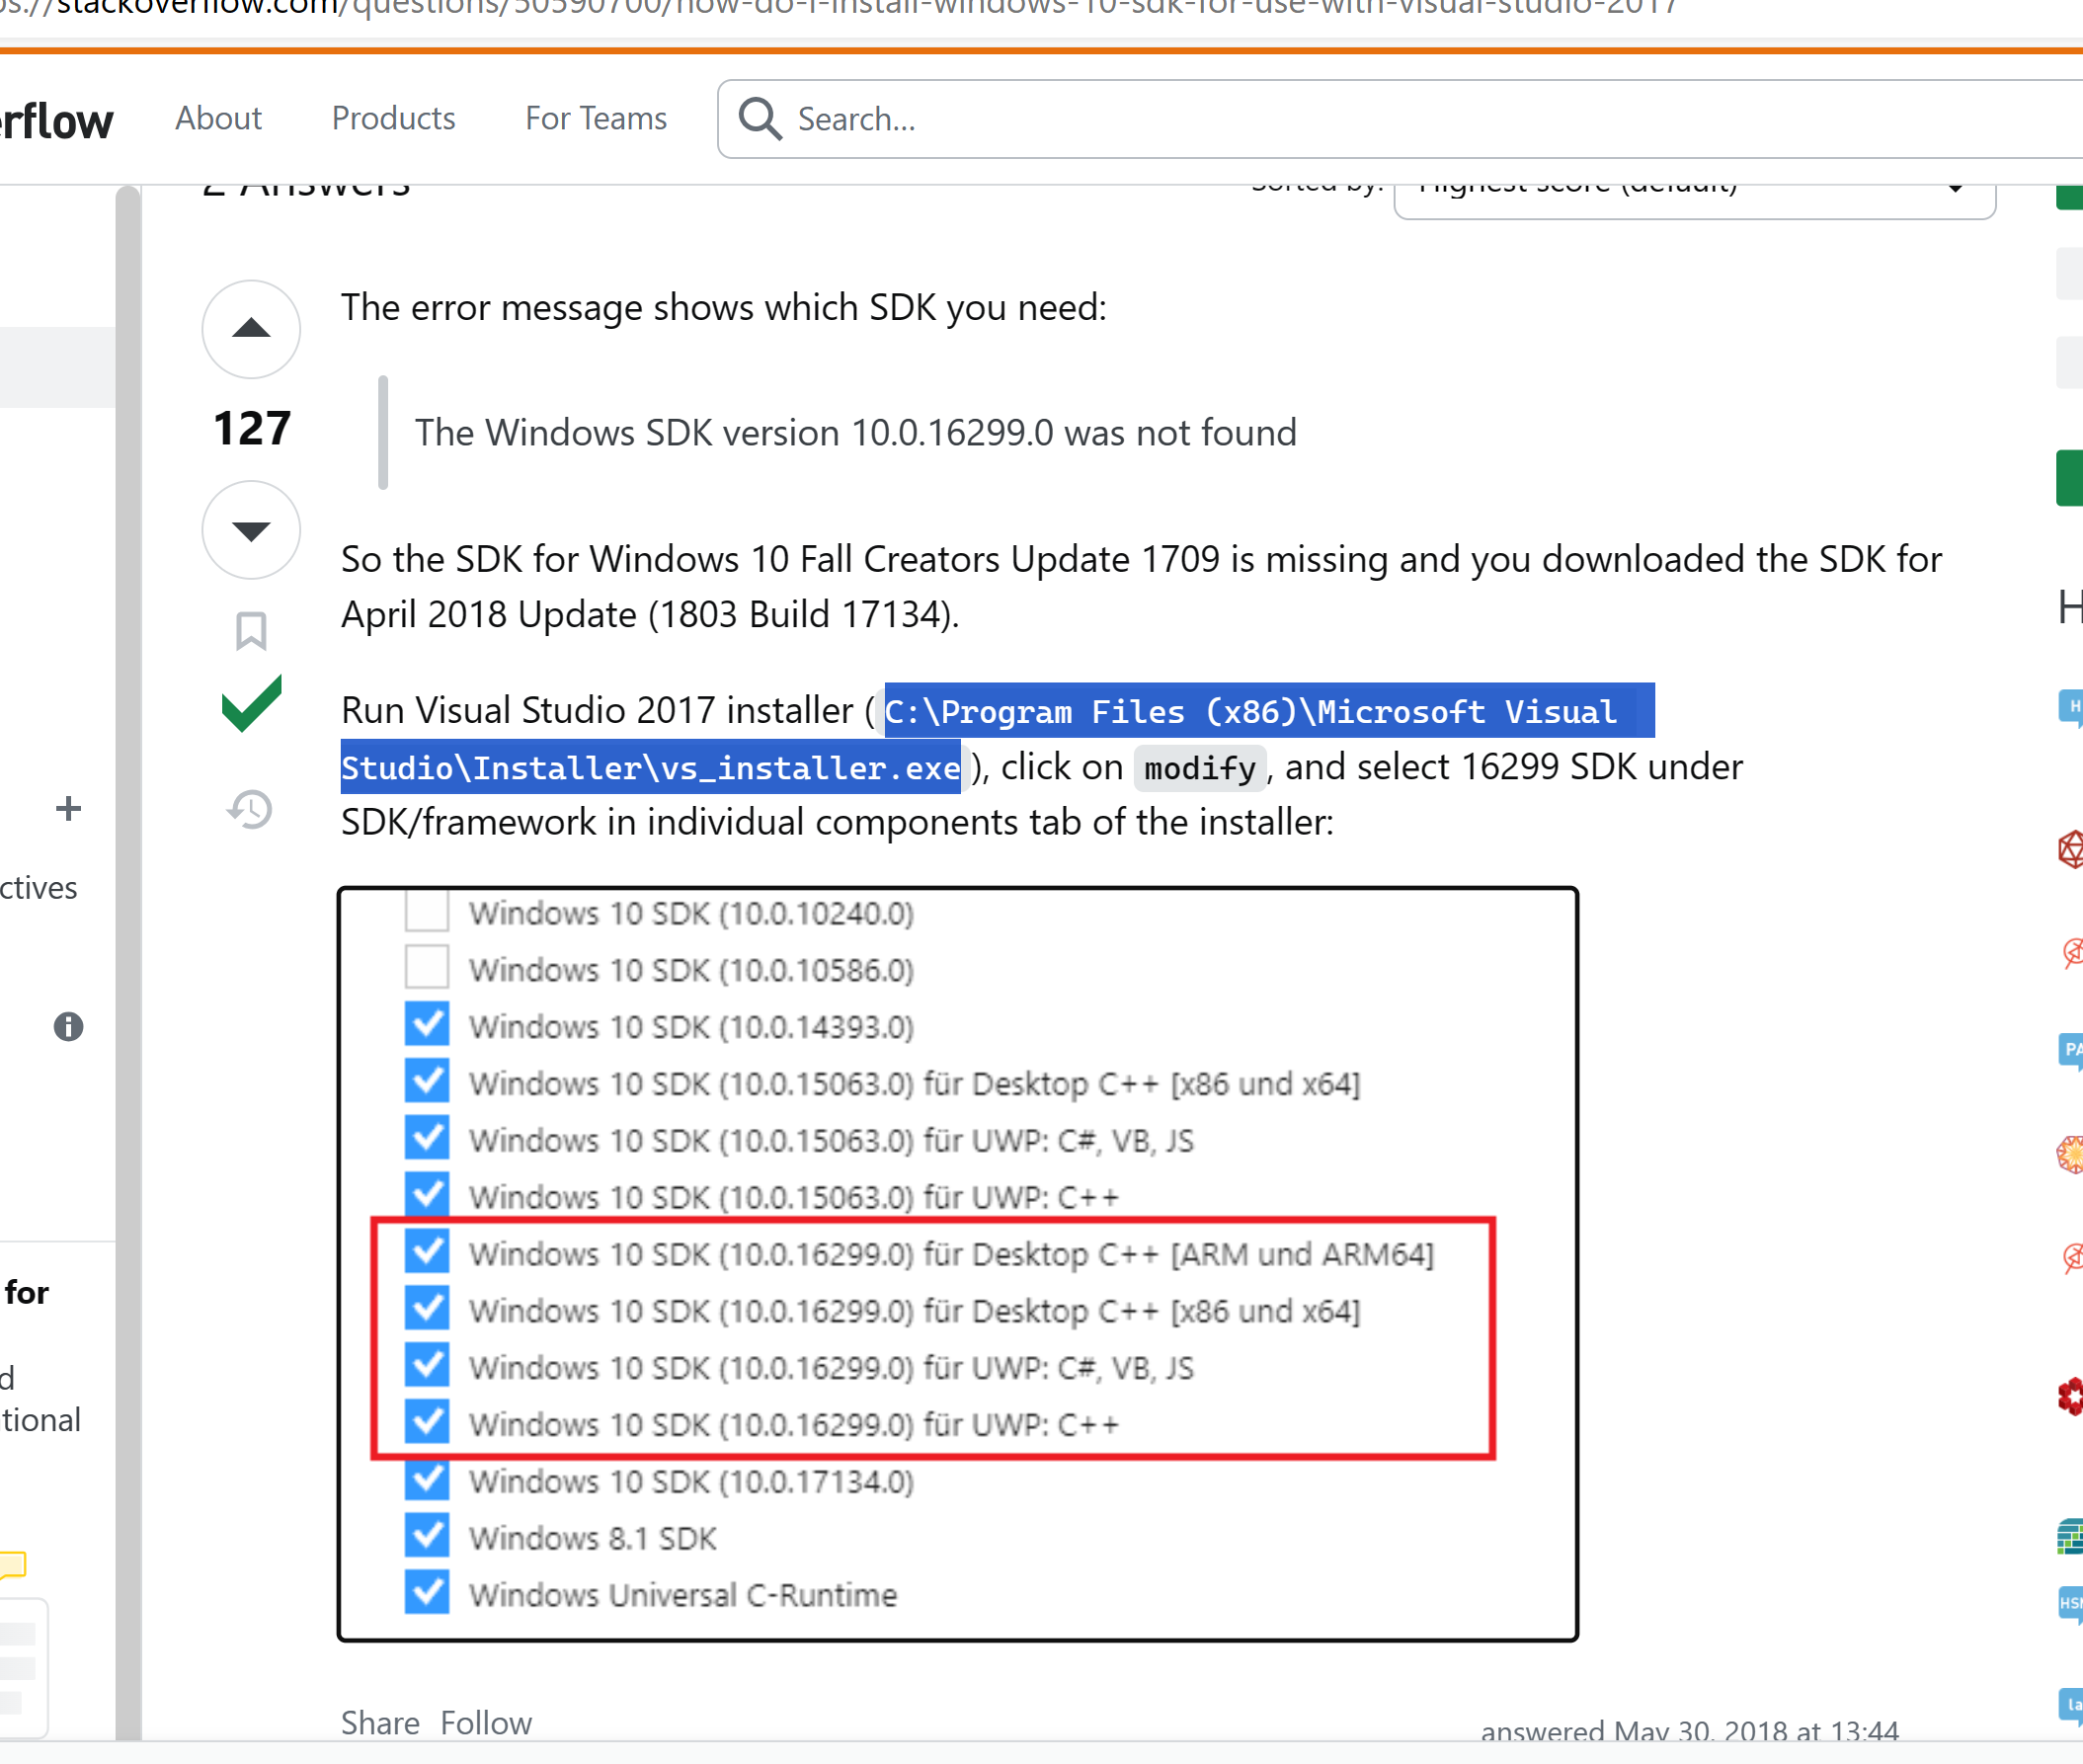 stackoverflow.com/questions/50590700/how-do-i-install-windows-10-sdk-for-use-with-visual-studio-2017
erflow About Products For Teams Search...
2 Answers Sorted by: Highest score (default)
The error message shows which SDK you need:
127
The Windows SDK version 10.0.16299.0 was not found
So the SDK for Windows 10 Fall Creators Update 1709 is missing and you downloaded the SDK for
April 2018 Update (1803 Build 17134).
Run Visual Studio 2017 installer (C:\Program Files (x86)\Microsoft Visual
Studio\Installer\vs_installer.exe), click on modify, and select 16299 SDK under
SDK/framework in individual components tab of the installer:
ctives
for
d
tional
Windows 10 SDK (10.0.10240.0)
Windows 10 SDK (10.0.10586.0)
Windows 10 SDK (10.0.14393.0)
Windows 10 SDK (10.0.15063.0) für Desktop C++ [x86 und x64]
Windows 10 SDK (10.0.15063.0) für UWP: C#, VB, JS
Windows 10 SDK (10.0.15063.0) für UWP: C++
Windows 10 SDK (10.0.16299.0) für Desktop C++ [ARM und ARM64]
Windows 10 SDK (10.0.16299.0) für Desktop C++ [x86 und x64]
Windows 10 SDK (10.0.16299.0) für UWP: C#, VB, JS
Windows 10 SDK (10.0.16299.0) für UWP: C++
Windows 10 SDK (10.0.17134.0)
Windows 8.1 SDK
Windows Universal C-Runtime
Share Follow
answered May 30, 2018 at 13:44
H
H
PA
HSM
la